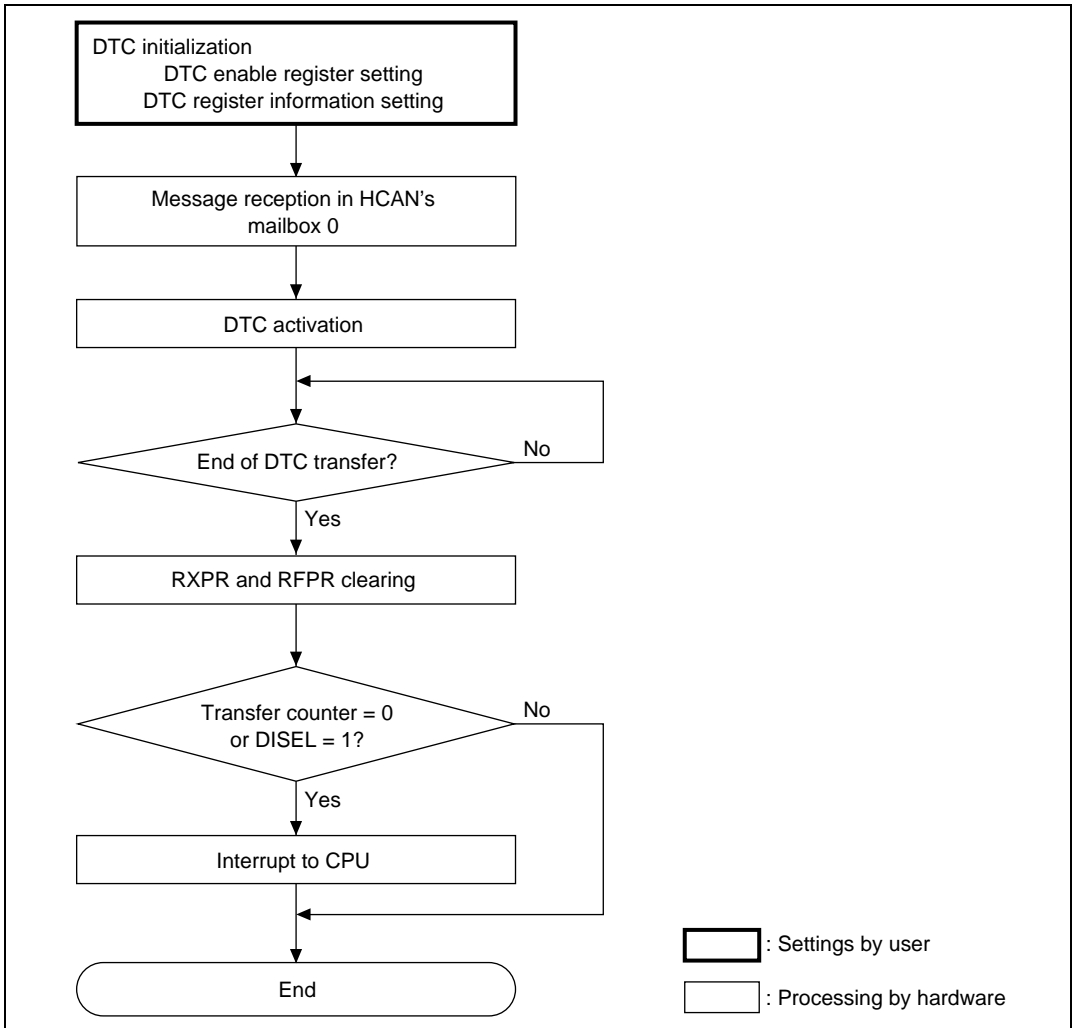 DTC initialization
DTC enable register setting
DTC register information setting
Message reception in HCAN's
mailbox 0
DTC activation
End of DTC transfer?
No
Yes
RXPR and RFPR clearing
Transfer counter = 0
or DISEL = 1?
No
Yes
Interrupt to CPU
End
: Settings by user
: Processing by hardware